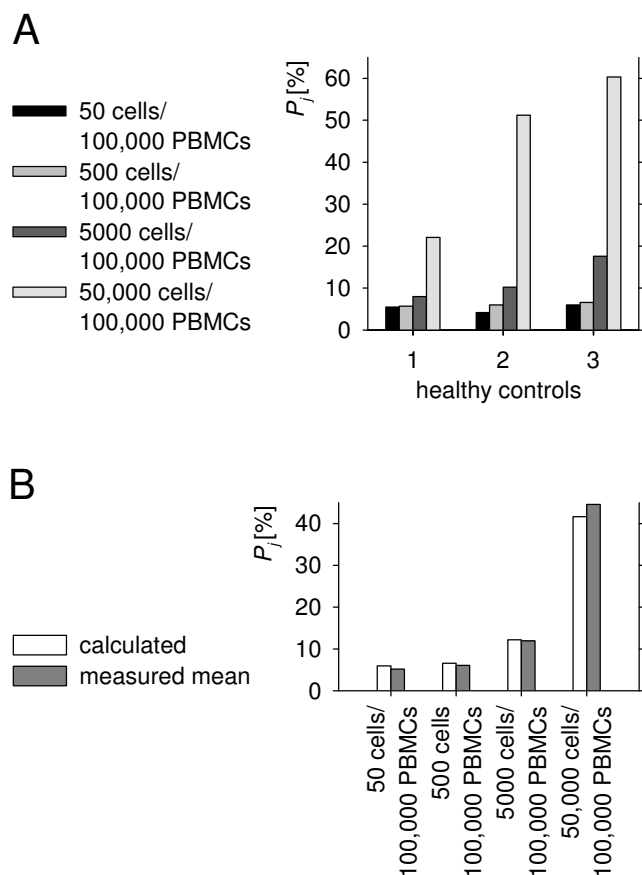 A
50 cells/
100,000 PBMCs
500 cells/
100,000 PBMCs
5000 cells/
100,000 PBMCs
50,000 cells/
100,000 PBMCs
Pj[%]
60
50
40
30
20
10
0
1 2 3
healthy controls
B
calculated
measured mean
Pj[%]
40
30
20
10
0
50 cells/
100,000 PBMCs
500 cells
100,000 PBMCs
5000 cells/
100,000 PBMCs
50,000 cells/
100,000 PBMCs